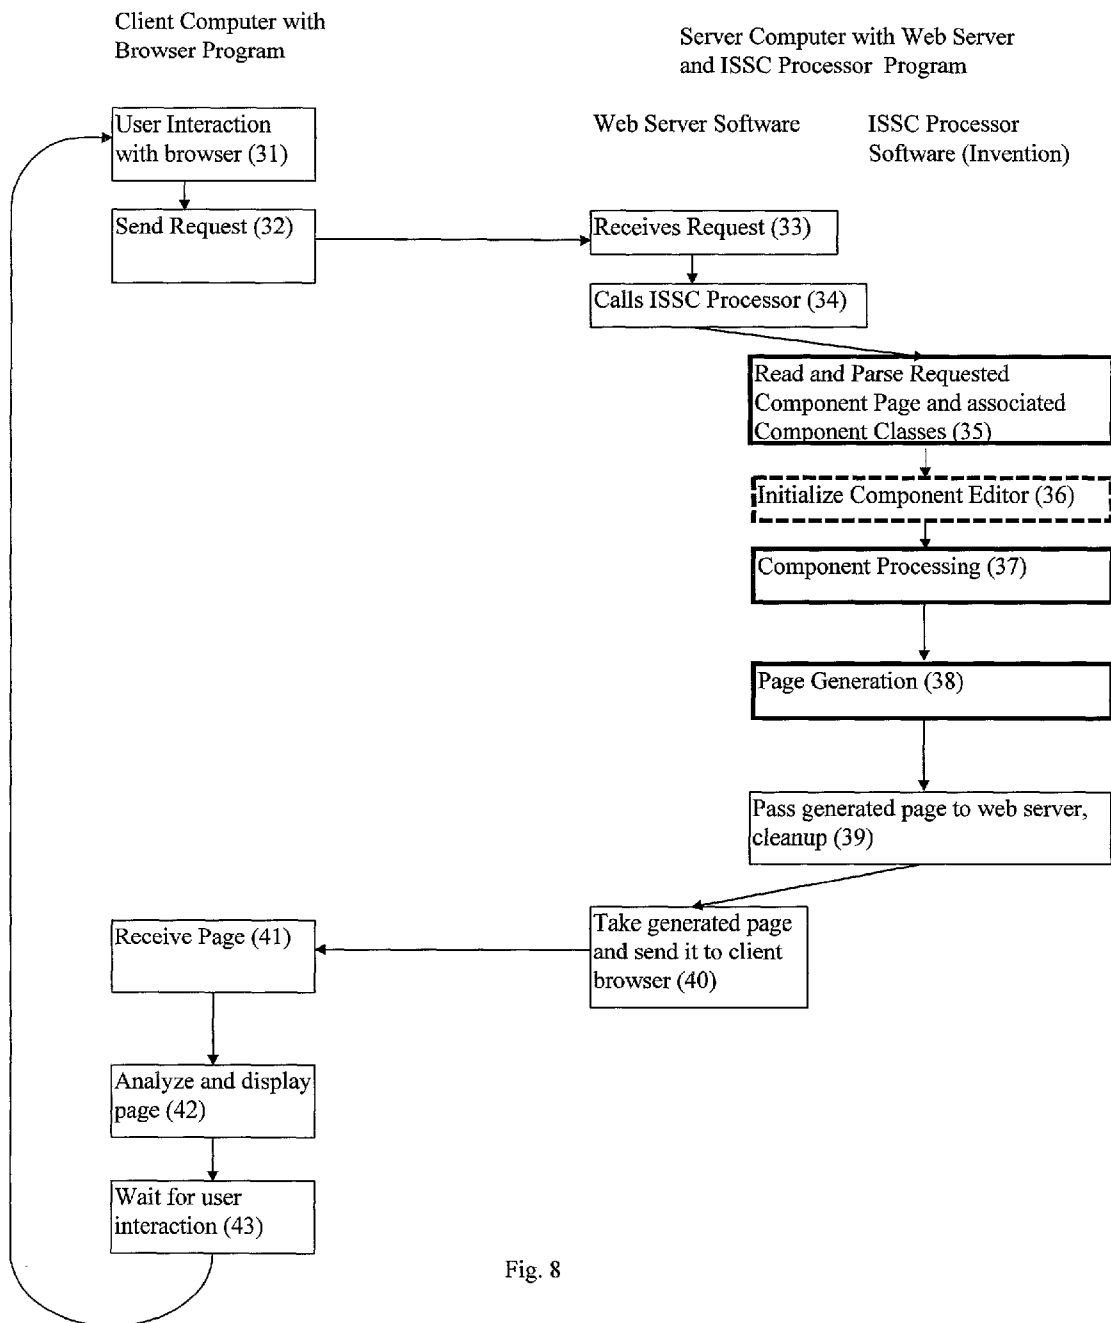 Client Computer with
Browser Program
Server Computer with Web Server
and ISSC Processor Program
Web Server Software
ISSC Processor
Software (Invention)
User Interaction
with browser (31)
Send Request (32)
Receives Request (33)
Calls ISSC Processor (34)
Read and Parse Requested
Component Page and associated
Component Classes (35)
Initialize Component Editor (36)
Component Processing (37)
Page Generation (38)
Pass generated page to web server,
cleanup (39)
Take generated page
and send it to client
browser (40)
Receive Page (41)
Analyze and display
page (42)
Wait for user
interaction (43)
Fig. 8